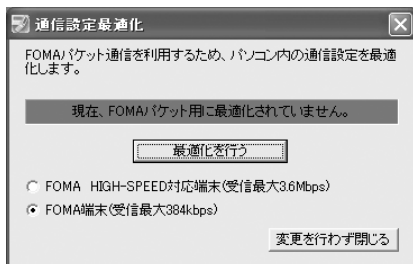 通信設定最適化
FOMAパケット通信を利用するため、パソコン内の通信設定を最適
化します。
現在、FOMAパケット用に最適化されていません。
最適化を行う
FOMA HIGH-SPEED対応端末(受信最大3.6Mbps)
FOMA端末(受信最大384kbps)
変更を行わず閉じる